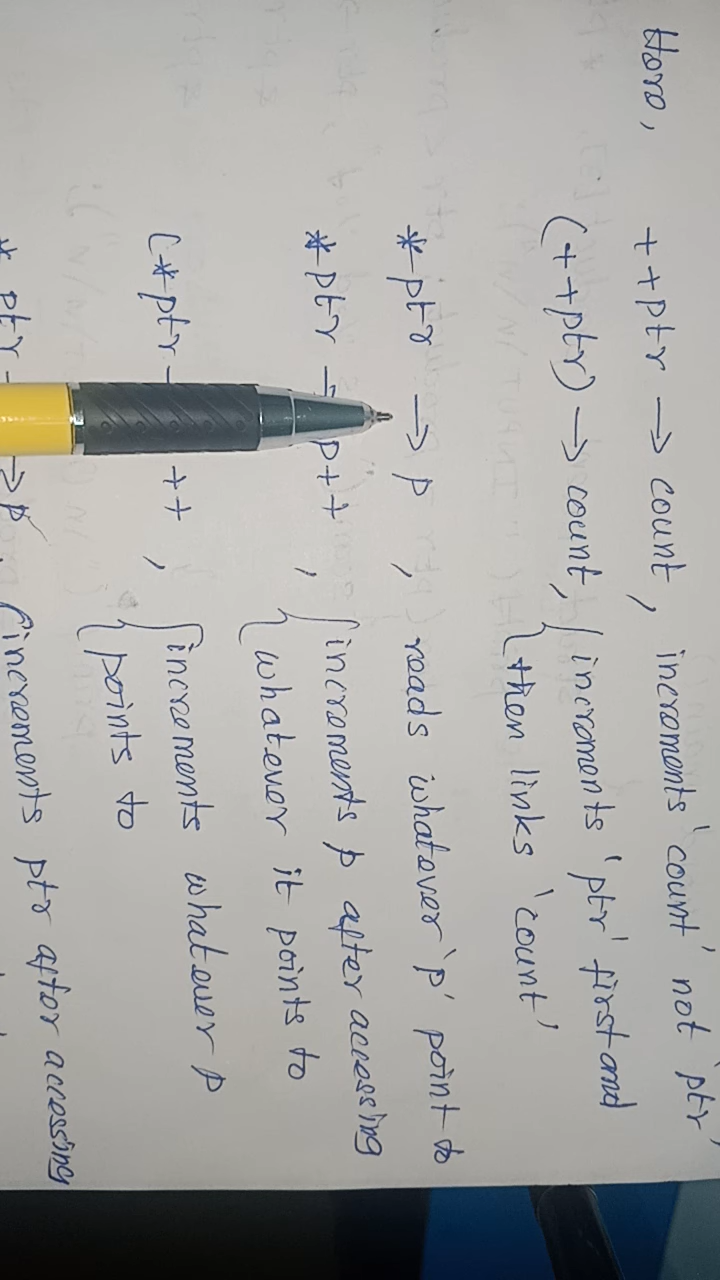 Here,
++ptr → count, increments 'count' not 'ptr'
(++ptr) → count, { increments 'ptr' first and
then links 'count'
*ptr → p , reads whatever 'p' point to
*ptr → p++ , { increments p after accessing
whatever it points to
(*ptr ++ , { increments whatever p
points to
*ptr → p , { increments ptr after accessing